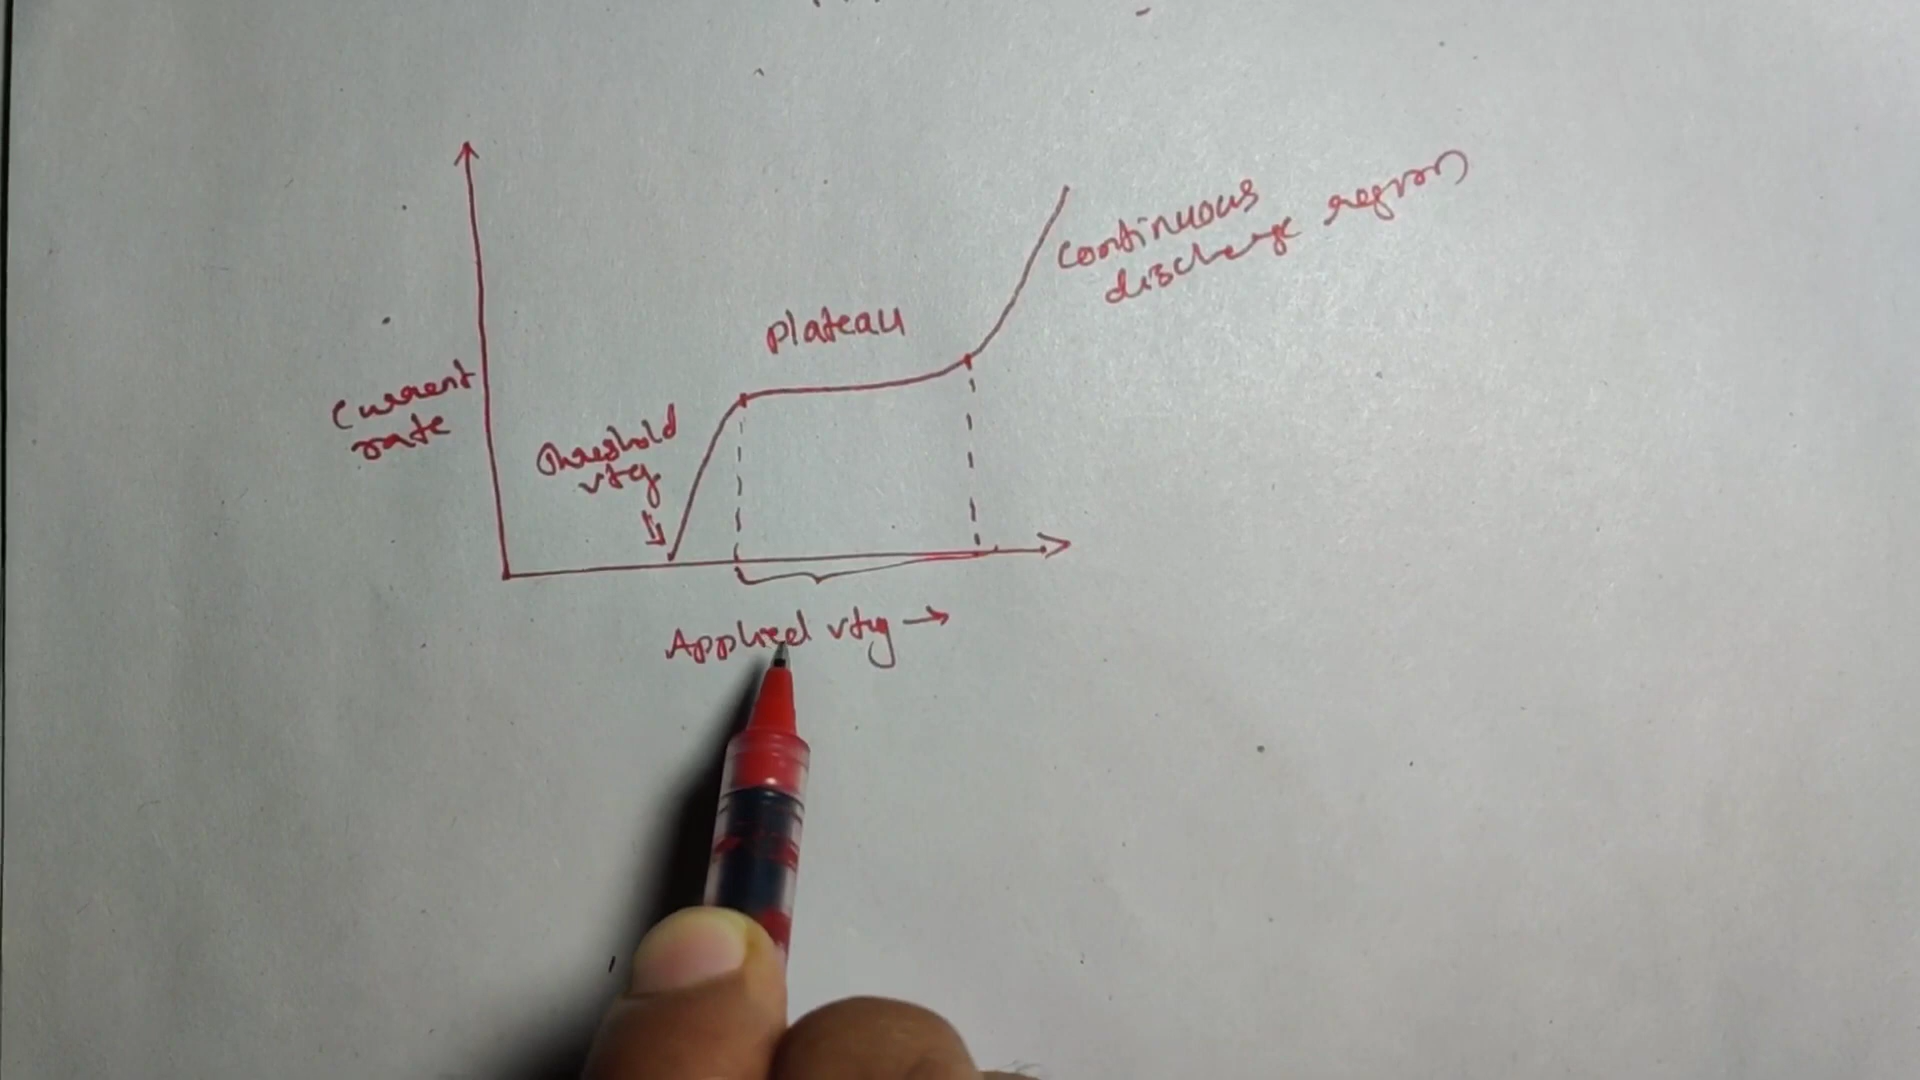 Continuous
discharge region
Plateau
Current
rate
threshold
vtg
Applied vtg →